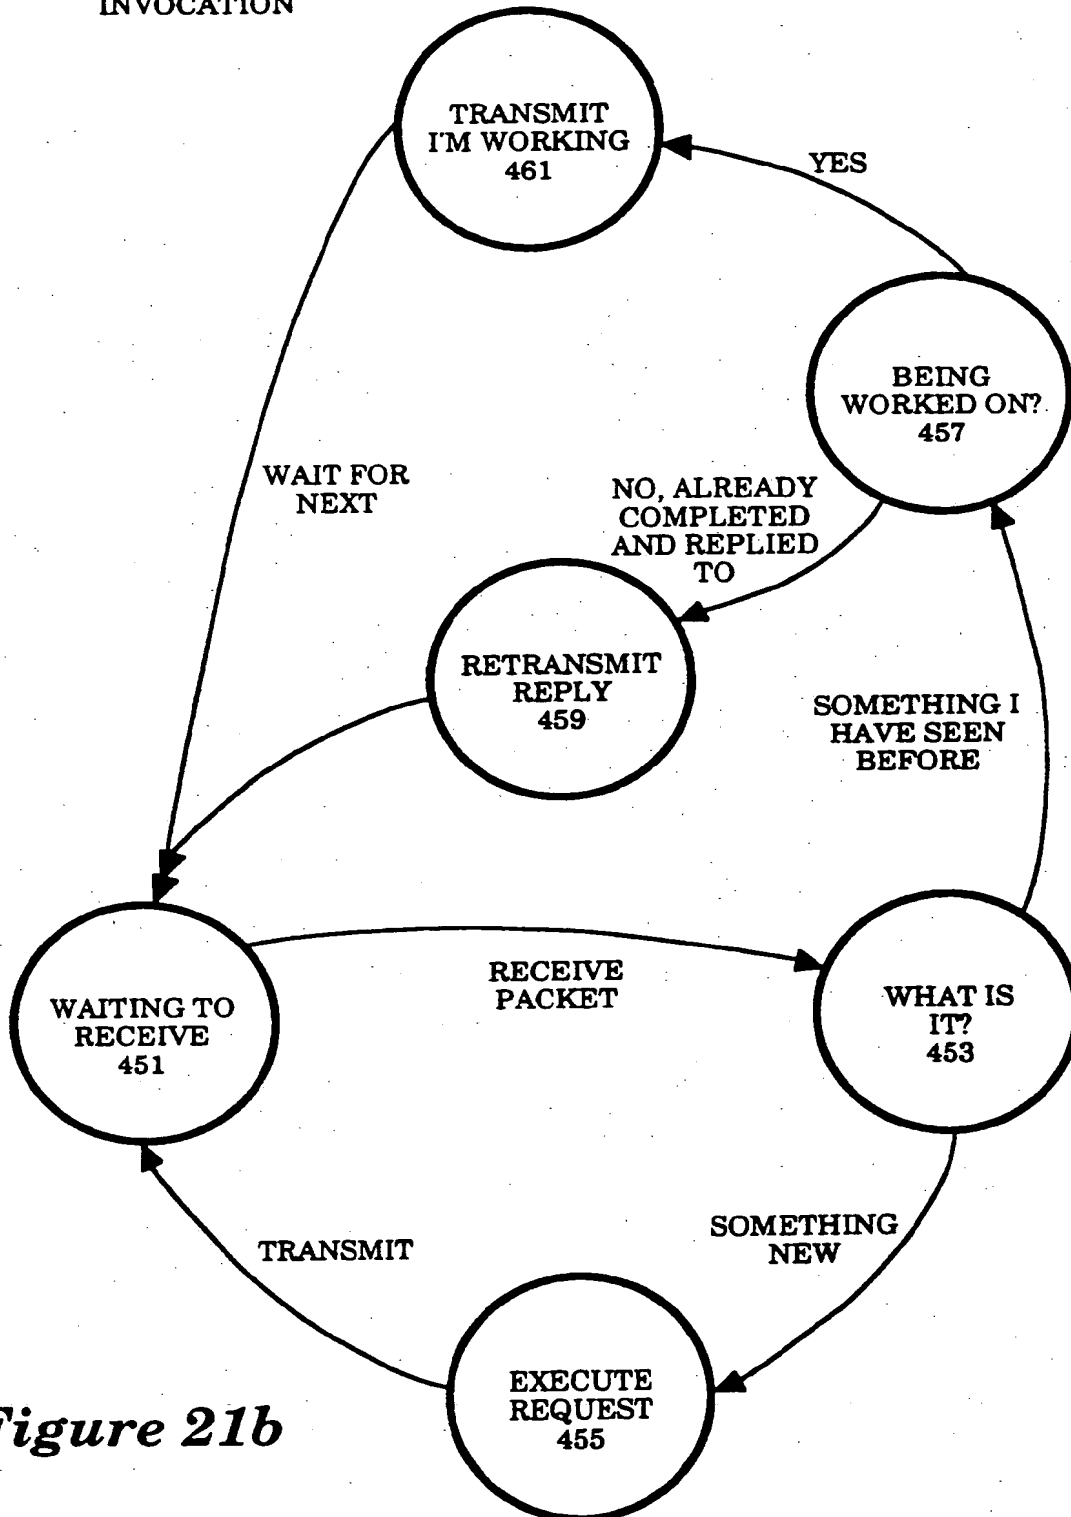 INVOCATION
TRANSMIT
I'M WORKING
461
YES
BEING
WORKED ON?
457
WAIT FOR
NEXT
NO, ALREADY
COMPLETED
AND REPLIED
TO
RETRANSMIT
REPLY
459
SOMETHING I
HAVE SEEN
BEFORE
RECEIVE
PACKET
WAITING TO
RECEIVE
451
WHAT IS
IT?
453
TRANSMIT
SOMETHING
NEW
EXECUTE
REQUEST
455
Figure 21b